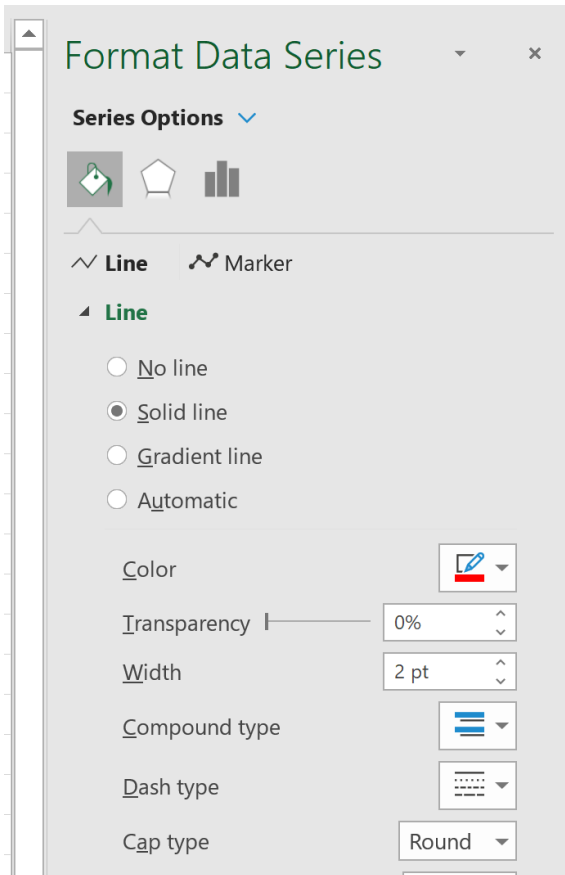 Format Data Series
Series Options
Line Marker
Line
No line
Solid line
Gradient line
Automatic
Color
Transparency 0%
Width 2 pt
Compound type
Dash type
Cap type Round